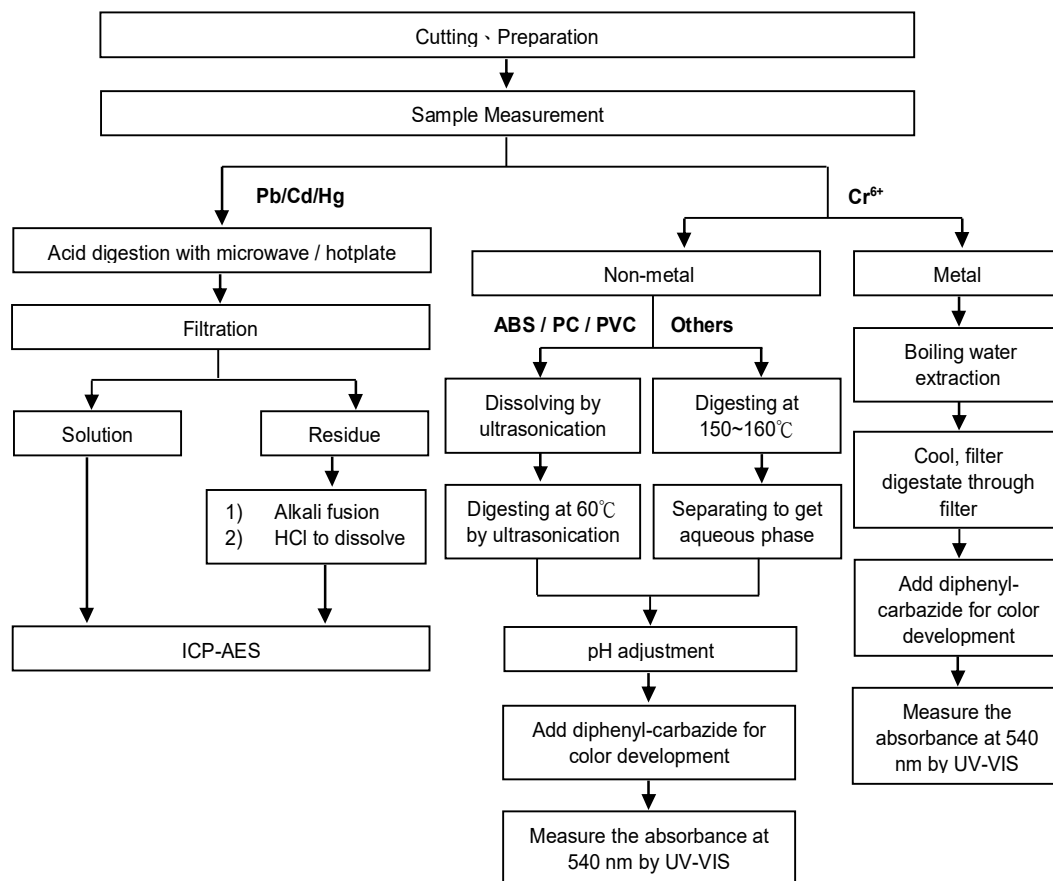 Cutting、Preparation
Sample Measurement
Pb/Cd/Hg
Cr⁶⁺
Acid digestion with microwave / hotplate
Filtration
Solution
Residue
1) Alkali fusion
2) HCl to dissolve
ICP-AES
Non-metal
ABS / PC / PVC
Others
Dissolving by
ultrasonication
Digesting at 60℃
by ultrasonication
Digesting at
150~160℃
Separating to get
aqueous phase
pH adjustment
Add diphenyl-carbazide for
color development
Measure the absorbance at
540 nm by UV-VIS
Metal
Boiling water
extraction
Cool, filter
digestate through
filter
Add diphenyl-
carbazide for color
development
Measure the
absorbance at 540
nm by UV-VIS